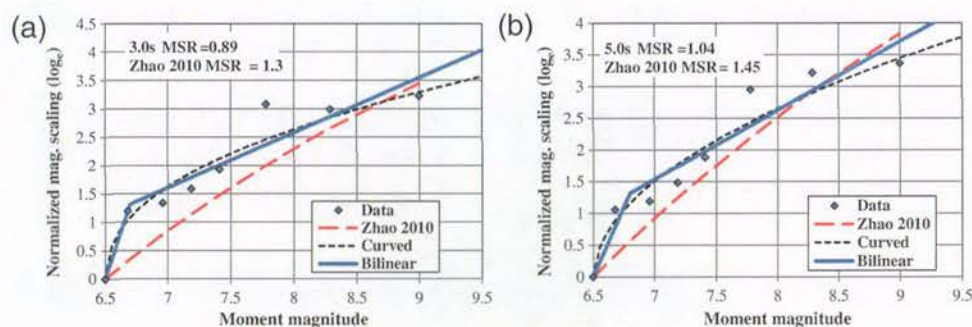 (a)
3.0s MSR =0.89
Zhao 2010 MSR = 1.3
Normalized mag. scaling (logₑ)
4.5
4
3.5
3
2.5
2
1.5
1
0.5
0
6.5 7 7.5 8 8.5 9 9.5
Moment magnitude
Data
Zhao 2010
Curved
Bilinear
(b)
5.0s MSR =1.04
Zhao 2010 MSR = 1.45
Normalized mag. scaling (logₑ)
4
3.5
3
2.5
2
1.5
1
0.5
0
6.5 7 7.5 8 8.5 9 9.5
Moment magnitude
Data
Zhao 2010
Curved
Bilinear